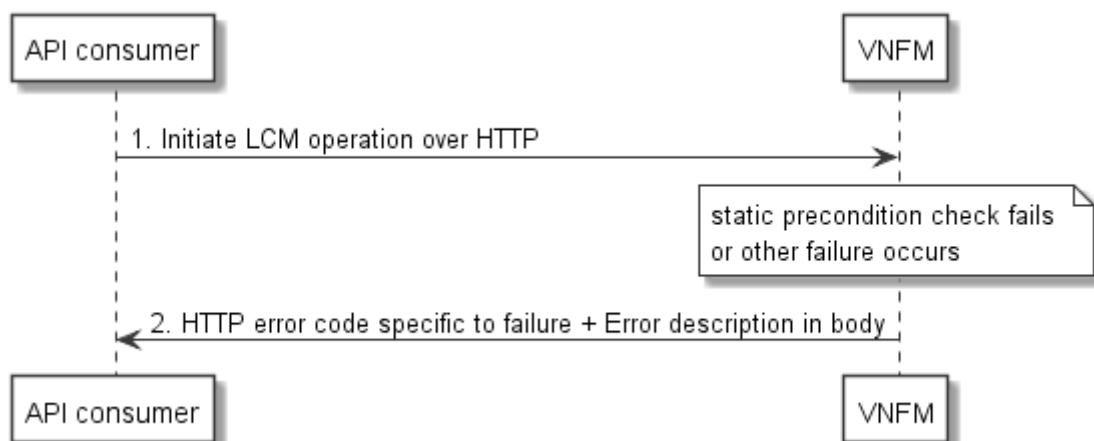 API consumer
VNFM
1. Initiate LCM operation over HTTP
static precondition check fails
or other failure occurs
2. HTTP error code specific to failure + Error description in body
API consumer
VNFM